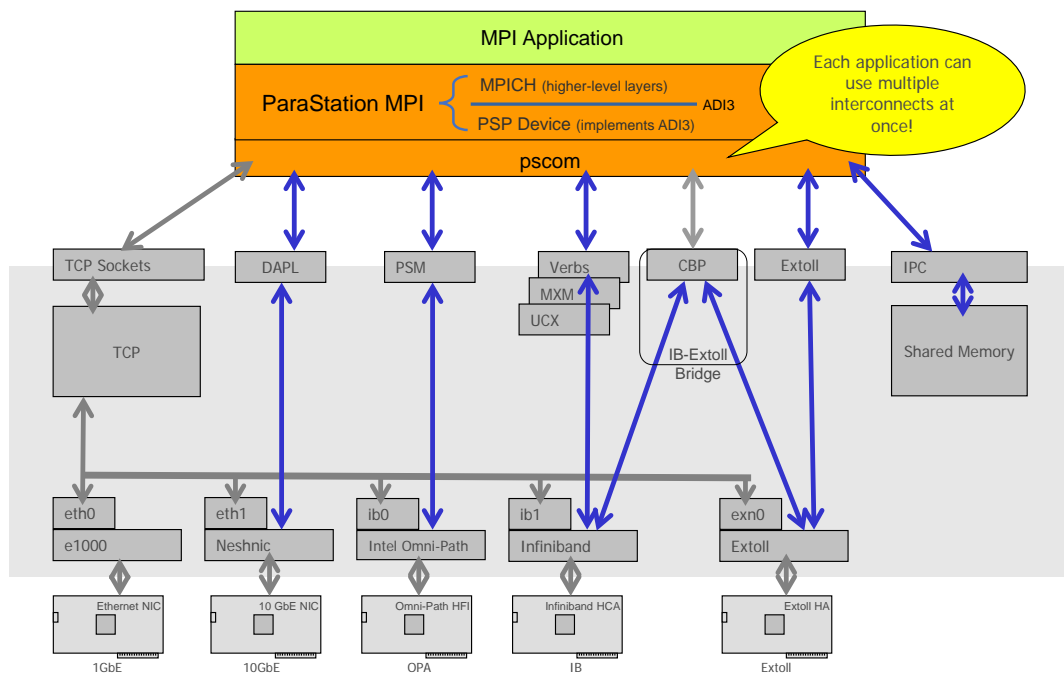 MPI Application
ParaStation MPI
MPICH (higher-level layers)
ADI3
PSP Device (implements ADI3)
pscom
Each application can
use multiple
interconnects at
once!
TCP Sockets
DAPL
PSM
Verbs
MXM
UCX
CBP
Extoll
IPC
TCP
IB-Extoll
Bridge
Shared Memory
eth0
eth1
ib0
ib1
exn0
e1000
Neshnic
Intel Omni-Path
Infiniband
Extoll
Ethernet NIC
10 GbE NIC
Omni-Path HFI
Infiniband HCA
Extoll HA
1GbE
10GbE
OPA
IB
Extoll